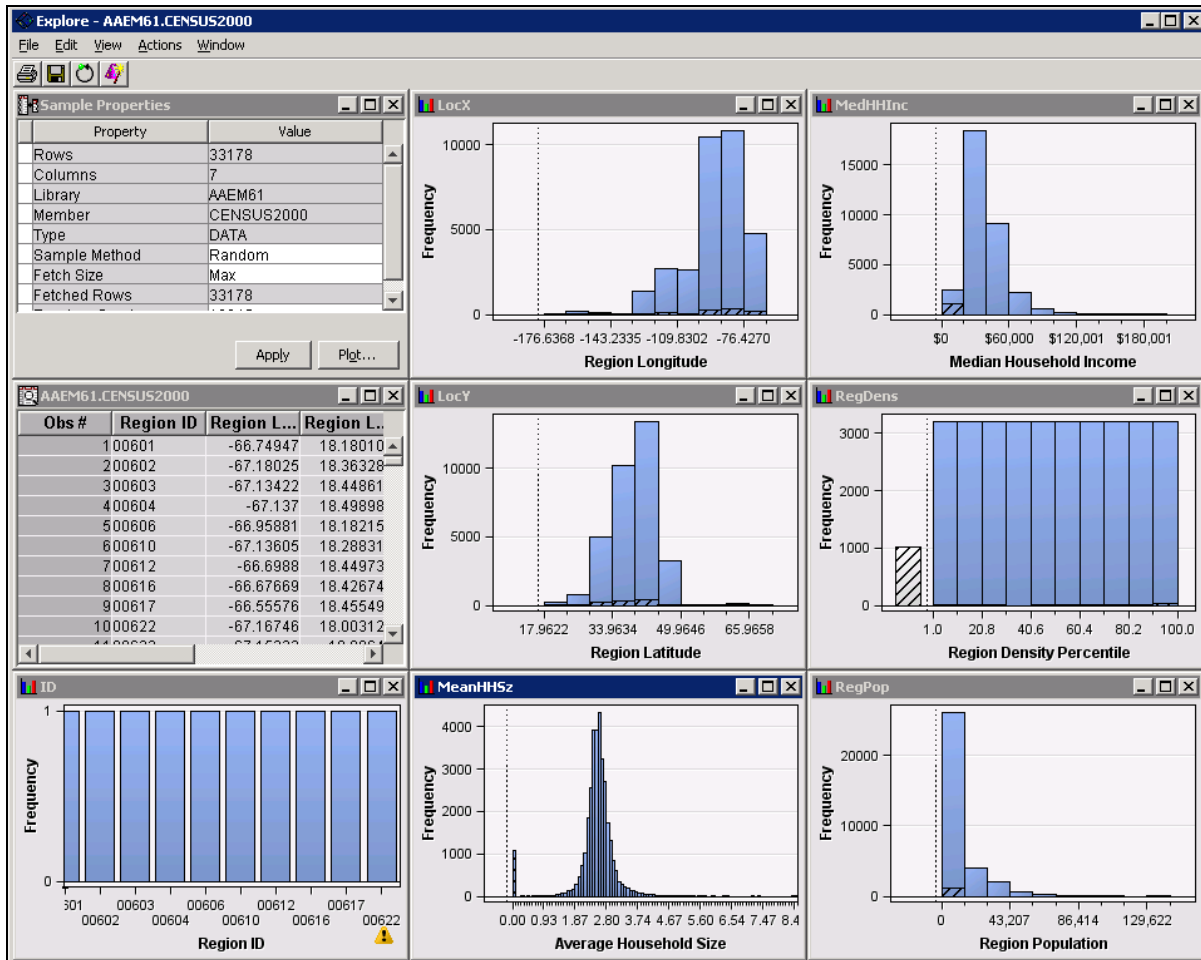 Explore - AAEM61.CENSUS2000
File Edit View Actions Window
Sample Properties
Property Value
Rows 33178
Columns 7
Library AAEM61
Member CENSUS2000
Type DATA
Sample Method Random
Fetch Size Max
Fetched Rows 33178
Apply Plot...
LocX
Frequency
10000
5000
0
-176.6368 -143.2335 -109.8302 -76.4270
Region Longitude
MedHHInc
Frequency
15000
10000
5000
0
$0 $60,000 $120,001 $180,001
Median Household Income
AAEM61.CENSUS2000
Obs # Region ID Region L... Region L..
1 00601 -66.74947 18.18010
2 00602 -67.18025 18.36328
3 00603 -67.13422 18.44861
4 00604 -67.137 18.49898
5 00606 -66.95881 18.18215
6 00610 -67.13605 18.28831
7 00612 -66.6988 18.44973
8 00616 -66.67669 18.42674
9 00617 -66.55576 18.45549
10 00622 -67.16746 18.00312
LocY
Frequency
10000
5000
0
17.9622 33.9634 49.9646 65.9658
Region Latitude
RegDens
Frequency
3000
2000
1000
0
1.0 20.8 40.6 60.4 80.2 100.0
Region Density Percentile
ID
Frequency
1
0
301 00603 00606 00612 00617
00602 00604 00610 00616 00622
Region ID
MeanHHSz
Frequency
4000
3000
2000
1000
0
0.00 0.93 1.87 2.80 3.74 4.67 5.60 6.54 7.47 8.4
Average Household Size
RegPop
Frequency
20000
10000
0
0 43,207 86,414 129,622
Region Population